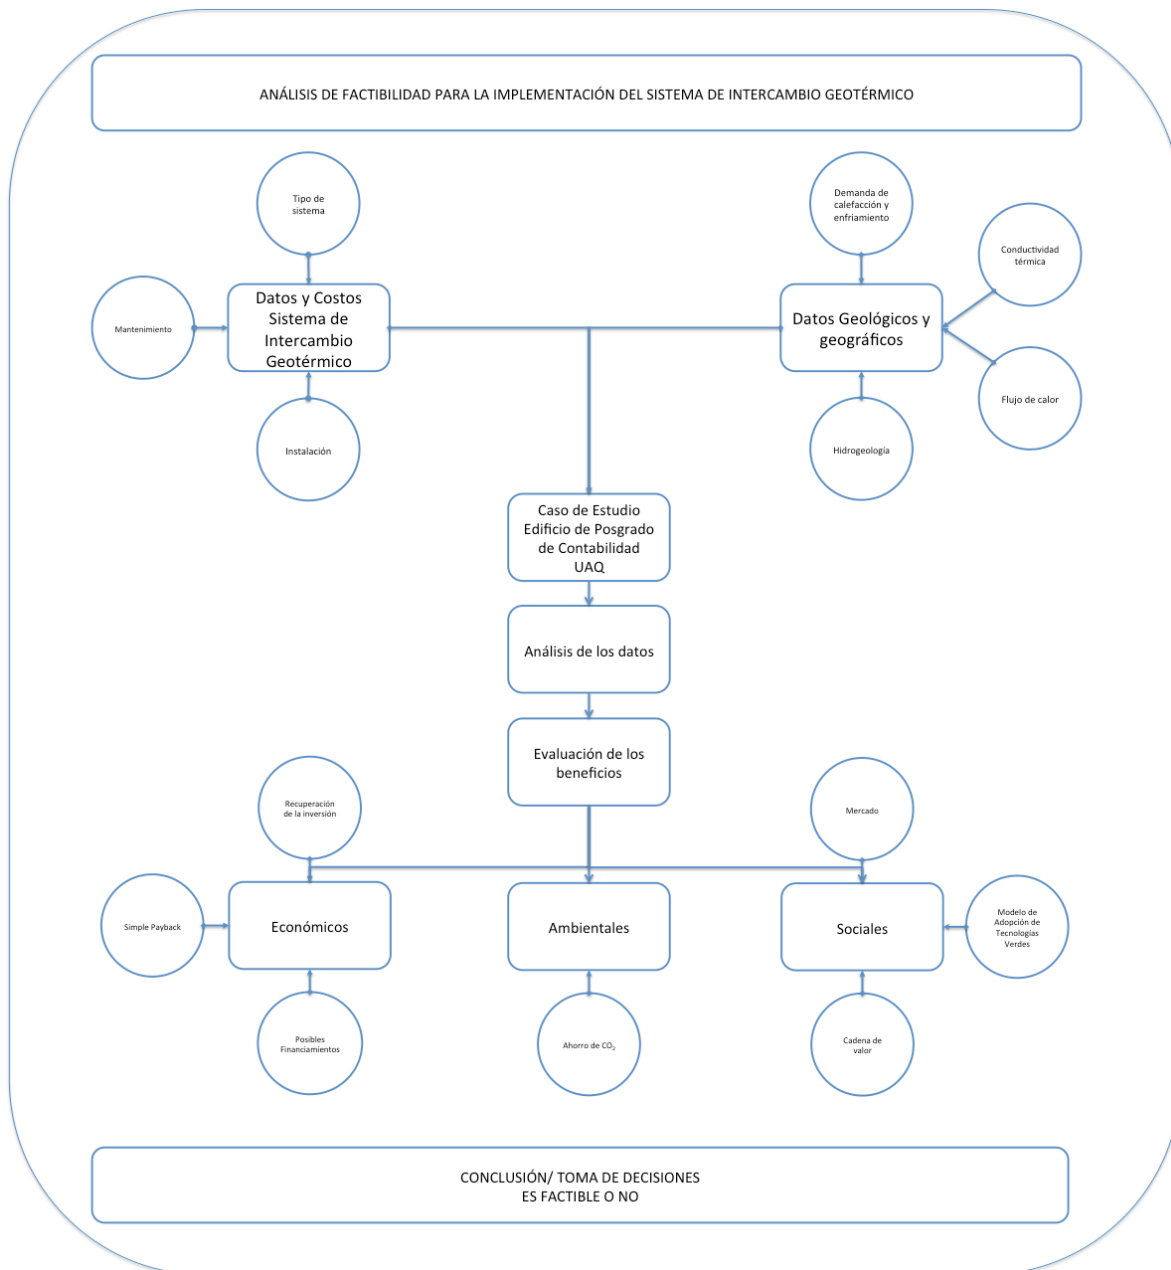 ANÁLISIS DE FACTIBILIDAD PARA LA IMPLEMENTACIÓN DEL SISTEMA DE INTERCAMBIO GEOTÉRMICO
Tipo de
sistema
Demanda de
calefacción y
enfriamiento
Conductividad
térmica
Mantenimiento
Datos y Costos
Sistema de
Intercambio
Geotérmico
Datos Geológicos y
geográficos
Flujo de calor
Instalación
Hidrogeología
Caso de Estudio
Edificio de Posgrado
de Contabilidad
UAQ
Análisis de los datos
Evaluación de los
beneficios
Recuperación
de la inversión
Mercado
Simple Payback
Económicos
Ambientales
Sociales
Modelo de
Adopción de
Tecnologías
Verdes
Posibles
Financiamientos
Ahorro de CO₂
Cadena de
valor
CONCLUSIÓN/ TOMA DE DECISIONES
ES FACTIBLE O NO